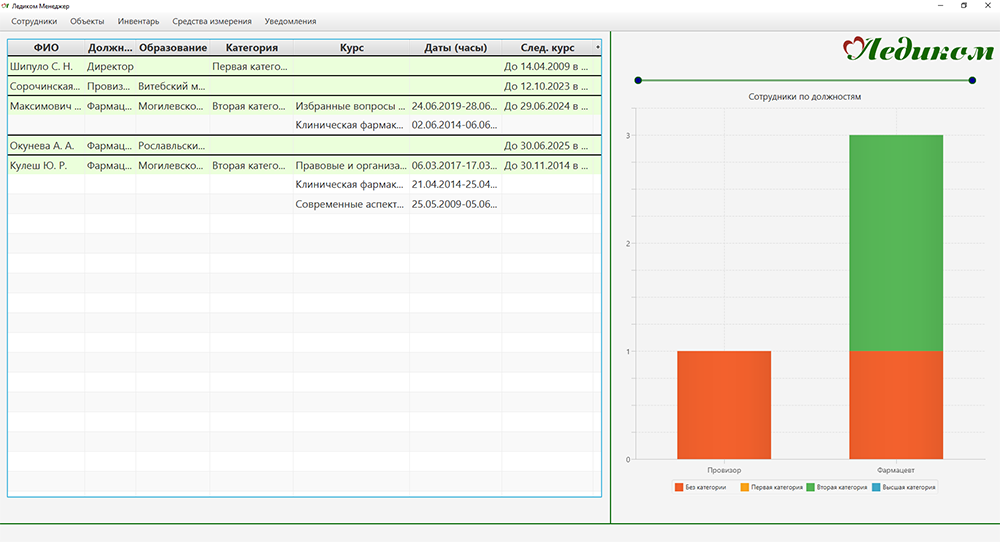 Ледиком Менеджер
Сотрудники Объекты Инвентарь Средства измерения Уведомления
ФИО Должн... Образование Категория Курс Даты (часы) След. курс
Шипуло С. Н. Директор Первая катего... До 14.04.2009 в ...
Сорочинская... Провиз... Витебский м... До 12.10.2023 в ...
Максимович ... Фармац... Могилевско... Вторая катего... Избранные вопросы ... 24.06.2019-28.06... До 29.06.2024 в ...
Клиническая фармак... 02.06.2014-06.06...
Окунева А. А. Фармац... Рославльски... До 30.06.2025 в ...
Кулеш Ю. Р. Фармац... Могилевско... Вторая катего... Правовые и организа... 06.03.2017-17.03... До 30.11.2014 в ...
Клиническая фармак... 21.04.2014-25.04...
Современные аспект... 25.05.2009-05.06...
Ледиком
Сотрудники по должностям
3
2
1
0
Провизор Фармацевт
Без категории Первая категория Вторая категория Высшая категория